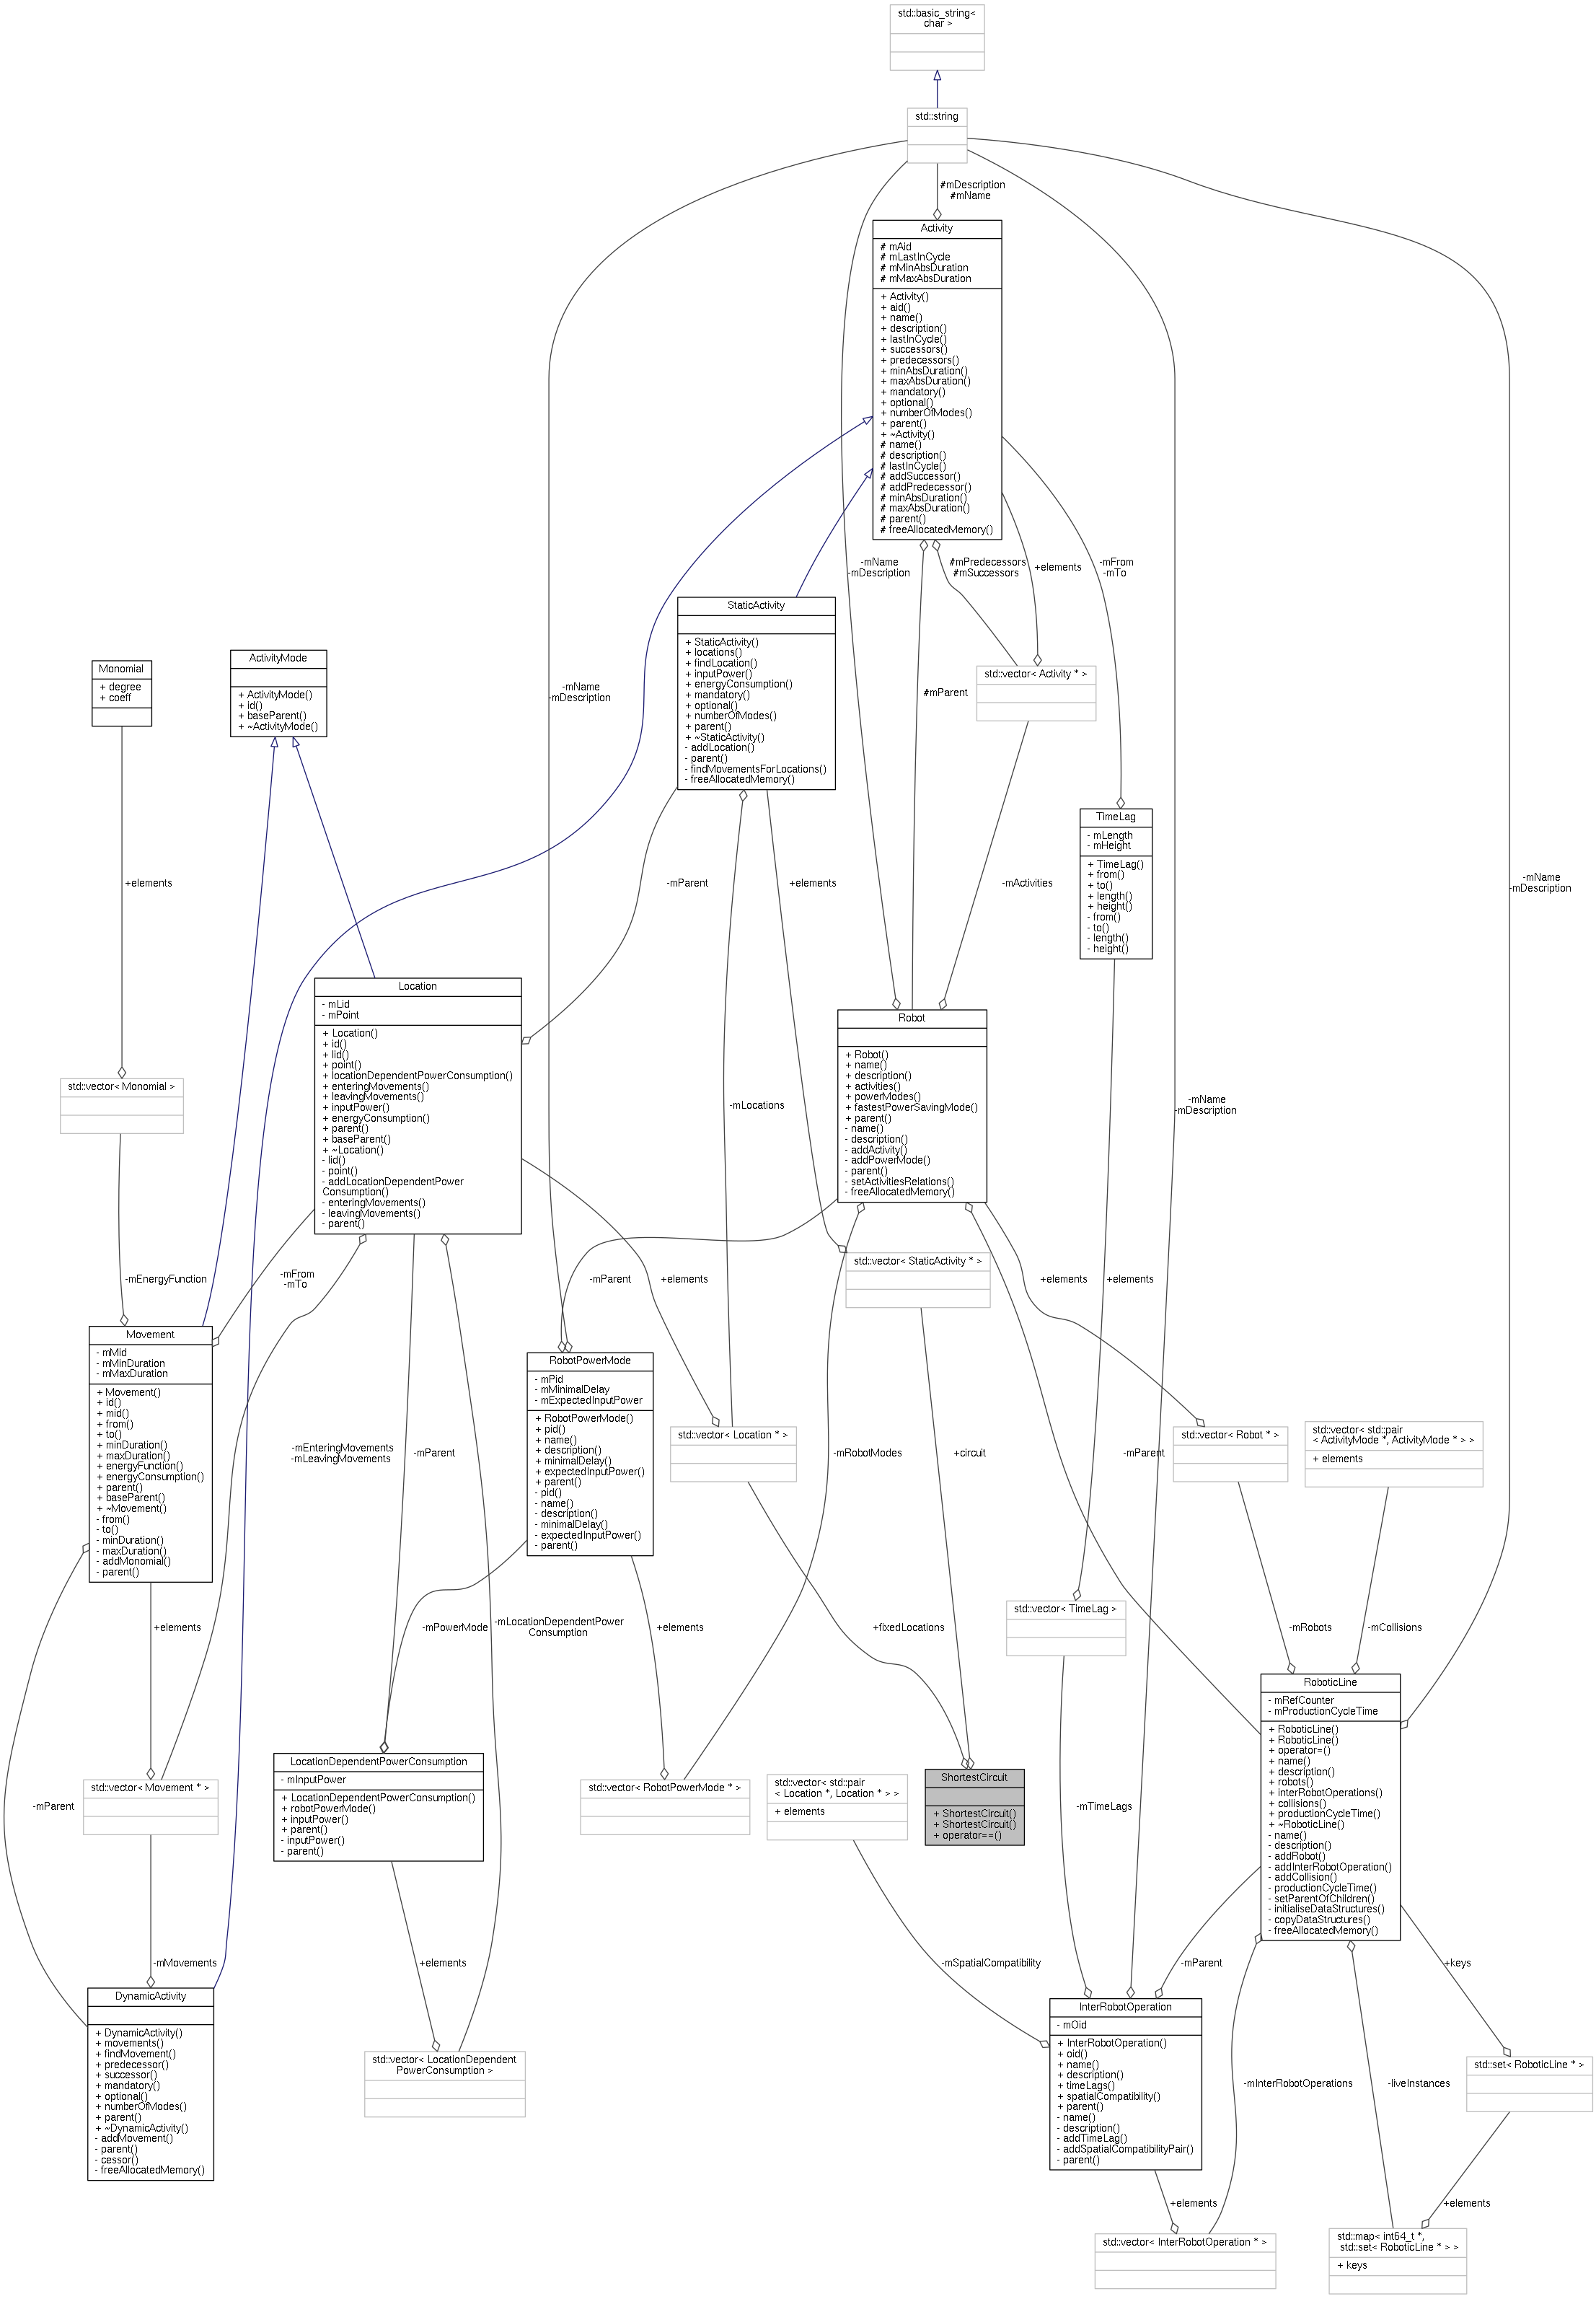 std::basic_string<
char >
std::string
#mDescription
#mName
Activity
# mAid
# mLastInCycle
# mMinAbsDuration
# mMaxAbsDuration
+ Activity()
+ aid()
+ name()
+ description()
+ lastInCycle()
+ successors()
+ predecessors()
+ minAbsDuration()
+ maxAbsDuration()
+ mandatory()
+ optional()
+ numberOfModes()
+ parent()
+ ~Activity()
# name()
# description()
# lastInCycle()
# addSuccessor()
# addPredecessor()
# minAbsDuration()
# maxAbsDuration()
# parent()
# freeAllocatedMemory()
-mName
-mDescription
#mPredecessors
#mSuccessors
+elements
-mFrom
-mTo
StaticActivity
+ StaticActivity()
+ locations()
+ findLocation()
+ inputPower()
+ energyConsumption()
+ mandatory()
+ optional()
+ numberOfModes()
+ parent()
+ ~StaticActivity()
- addLocation()
- parent()
- findMovementsForLocations()
- freeAllocatedMemory()
Monomial
+ degree
+ coeff
ActivityMode
+ ActivityMode()
+ id()
+ baseParent()
+ ~ActivityMode()
-mName
-mDescription
#mParent
std::vector< Activity * >
TimeLag
- mLength
- mHeight
+ TimeLag()
+ from()
+ to()
+ length()
+ height()
- from()
- to()
- length()
- height()
+elements
-mParent
+elements
-mActivities
-mName
-mDescription
Location
- mLid
- mPoint
+ Location()
+ id()
+ lid()
+ point()
+ locationDependentPowerConsumption()
+ enteringMovements()
+ leavingMovements()
+ inputPower()
+ energyConsumption()
+ parent()
+ baseParent()
+ ~Location()
- lid()
- point()
- addLocationDependentPower
Consumption()
- enteringMovements()
- leavingMovements()
- parent()
Robot
+ Robot()
+ name()
+ description()
+ activities()
+ powerModes()
+ fastestPowerSavingMode()
+ parent()
- name()
- description()
- addActivity()
- addPowerMode()
- parent()
- setActivitiesRelations()
- freeAllocatedMemory()
std::vector< Monomial >
-mLocations
-mName
-mDescription
-mEnergyFunction
-mFrom
-mTo
-mParent
+elements
std::vector< StaticActivity * >
+elements
+elements
Movement
- mMid
- mMinDuration
- mMaxDuration
+ Movement()
+ id()
+ mid()
+ from()
+ to()
+ minDuration()
+ maxDuration()
+ energyFunction()
+ energyConsumption()
+ parent()
+ baseParent()
+ ~Movement()
- from()
- to()
- minDuration()
- maxDuration()
- addMonomial()
- parent()
RobotPowerMode
- mPid
- mMinimalDelay
- mExpectedInputPower
+ RobotPowerMode()
+ pid()
+ name()
+ description()
+ minimalDelay()
+ expectedInputPower()
+ parent()
- pid()
- name()
- description()
- minimalDelay()
- expectedInputPower()
- parent()
-mEnteringMovements
-mLeavingMovements
-mParent
std::vector< Location * >
-mRobotModes
+circuit
-mParent
std::vector< Robot * >
std::vector< std::pair
< ActivityMode *, ActivityMode * > >
+ elements
+elements
-mPowerMode
-mLocationDependentPower
Consumption
+elements
+fixedLocations
std::vector< TimeLag >
-mRobots
-mCollisions
RoboticLine
- mRefCounter
- mProductionCycleTime
+ RoboticLine()
+ RoboticLine()
+ operator=()
+ name()
+ description()
+ robots()
+ interRobotOperations()
+ collisions()
+ productionCycleTime()
+ ~RoboticLine()
- name()
- description()
- addRobot()
- addInterRobotOperation()
- addCollision()
- productionCycleTime()
- setParentOfChildren()
- initialiseDataStructures()
- copyDataStructures()
- freeAllocatedMemory()
-mParent
std::vector< Movement * >
LocationDependentPowerConsumption
- mInputPower
+ LocationDependentPowerConsumption()
+ robotPowerMode()
+ inputPower()
+ parent()
- inputPower()
- parent()
std::vector< RobotPowerMode * >
std::vector< std::pair
< Location *, Location * > >
+ elements
ShortestCircuit
+ ShortestCircuit()
+ ShortestCircuit()
+ operator==()
-mTimeLags
-mMovements
+elements
-mSpatialCompatibility
-mParent
+keys
DynamicActivity
+ DynamicActivity()
+ movements()
+ findMovement()
+ predecessor()
+ successor()
+ mandatory()
+ optional()
+ numberOfModes()
+ parent()
+ ~DynamicActivity()
- addMovement()
- parent()
- cessor()
- freeAllocatedMemory()
std::vector< LocationDependent
PowerConsumption >
InterRobotOperation
- mOid
+ InterRobotOperation()
+ oid()
+ name()
+ description()
+ timeLags()
+ spatialCompatibility()
+ parent()
- name()
- description()
- addTimeLag()
- addSpatialCompatibilityPair()
- parent()
-mInterRobotOperations
-liveInstances
std::set< RoboticLine * >
+elements
+elements
std::vector< InterRobotOperation * >
std::map< int64_t *,
std::set< RoboticLine * > >
+ keys